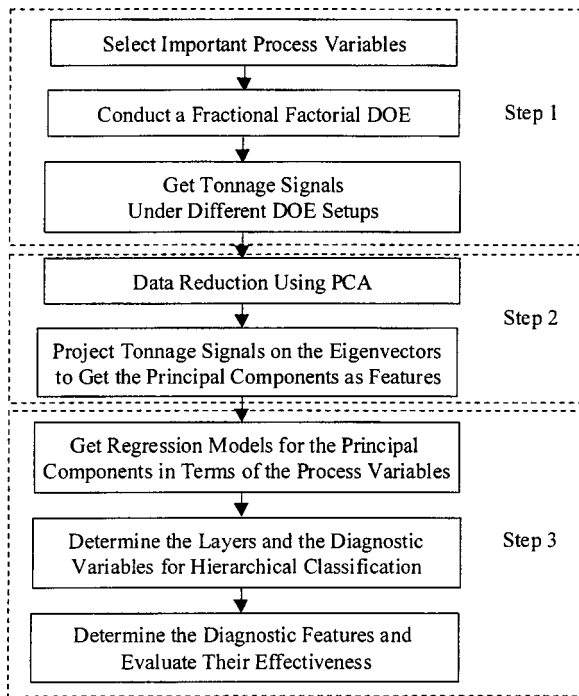 Select Important Process Variables
Conduct a Fractional Factorial DOE
Step 1
Get Tonnage Signals
Under Different DOE Setups
Data Reduction Using PCA
Step 2
Project Tonnage Signals on the Eigenvectors
to Get the Principal Components as Features
Get Regression Models for the Principal
Components in Terms of the Process Variables
Determine the Layers and the Diagnostic
Variables for Hierarchical Classification
Step 3
Determine the Diagnostic Features and
Evaluate Their Effectiveness